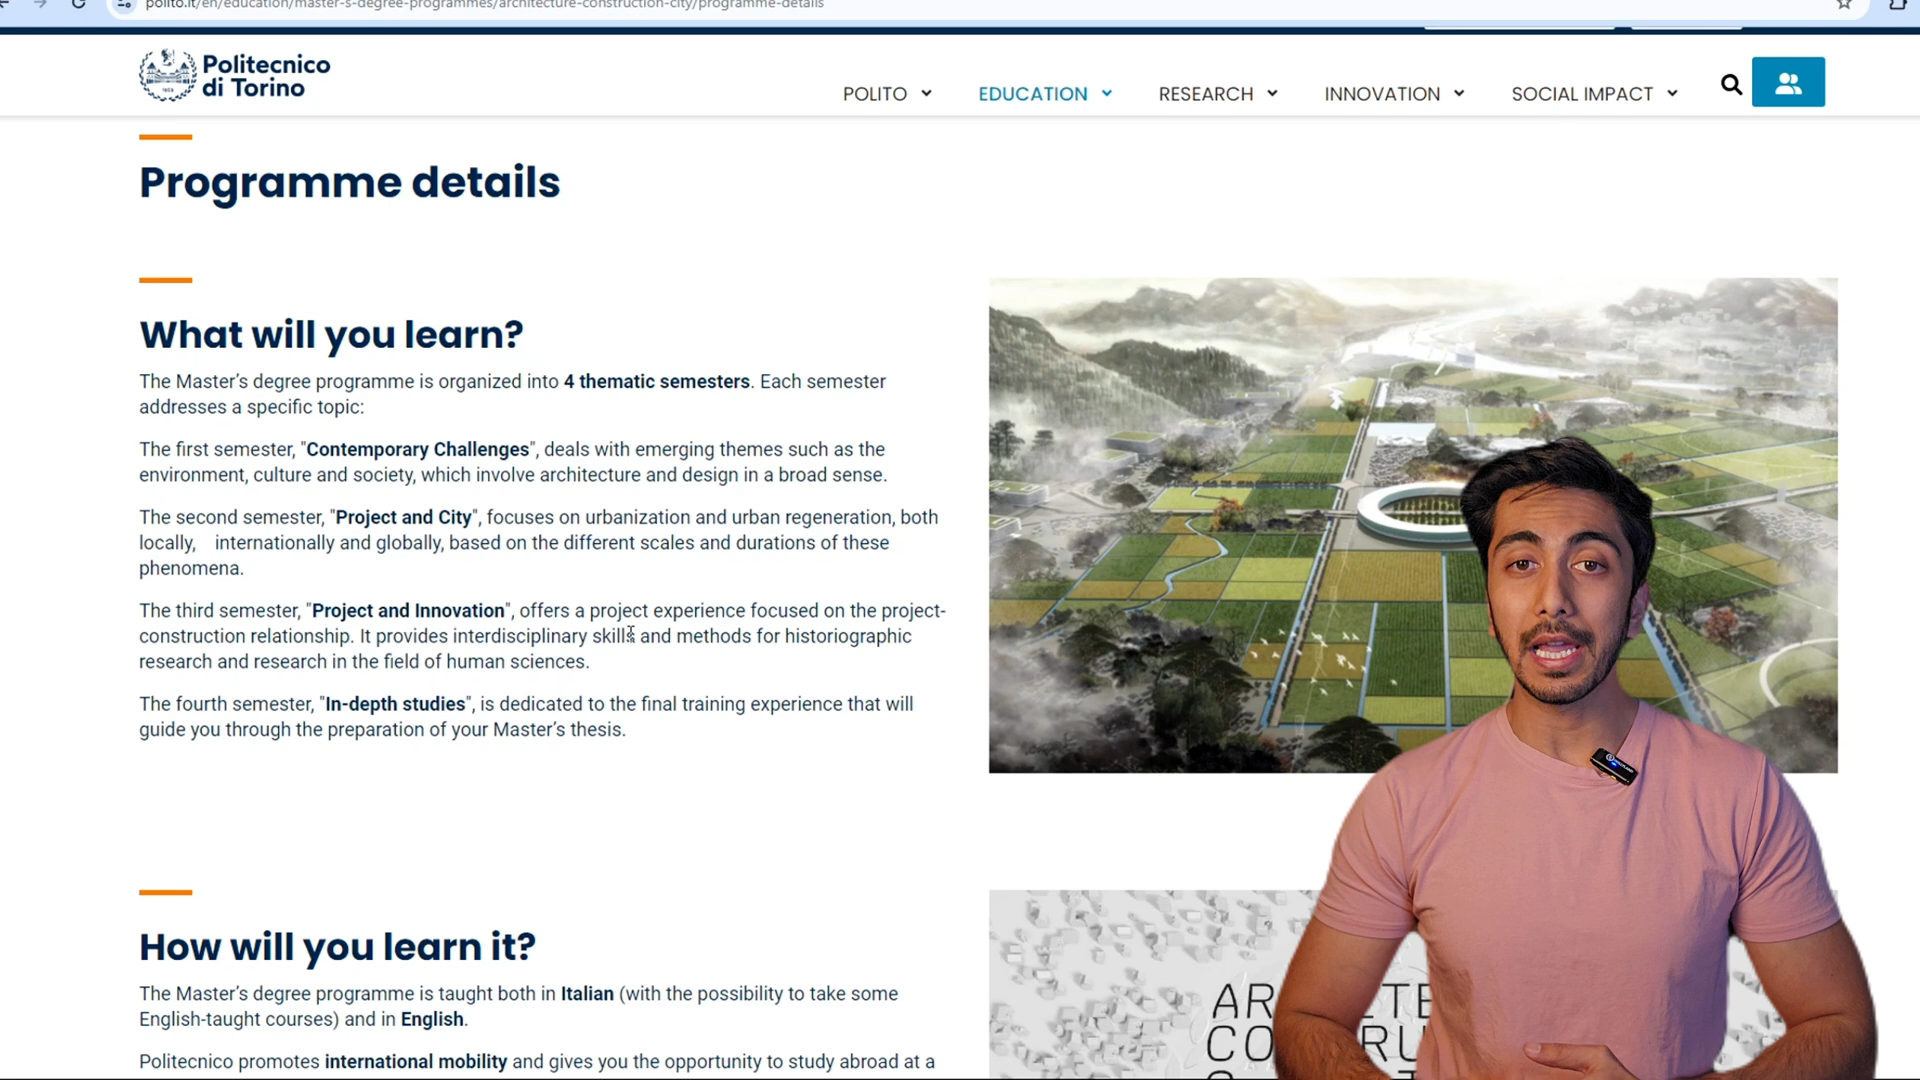 polito.it/en/education/master-s-degree-programmes/architecture-construction-city/programme-details
Politecnico
di Torino
POLITO
EDUCATION
RESEARCH
INNOVATION
SOCIAL IMPACT
Programme details
What will you learn?
The Master's degree programme is organized into 4 thematic semesters. Each semester
addresses a specific topic:
The first semester, "Contemporary Challenges", deals with emerging themes such as the
environment, culture and society, which involve architecture and design in a broad sense.
The second semester, "Project and City", focuses on urbanization and urban regeneration, both
locally, internationally and globally, based on the different scales and durations of these
phenomena.
The third semester, "Project and Innovation", offers a project experience focused on the project-
construction relationship. It provides interdisciplinary skills and methods for historiographic
research and research in the field of human sciences.
The fourth semester, "In-depth studies", is dedicated to the final training experience that will
guide you through the preparation of your Master's thesis.
How will you learn it?
The Master's degree programme is taught both in Italian (with the possibility to take some
English-taught courses) and in English.
Politecnico promotes international mobility and gives you the opportunity to study abroad at a